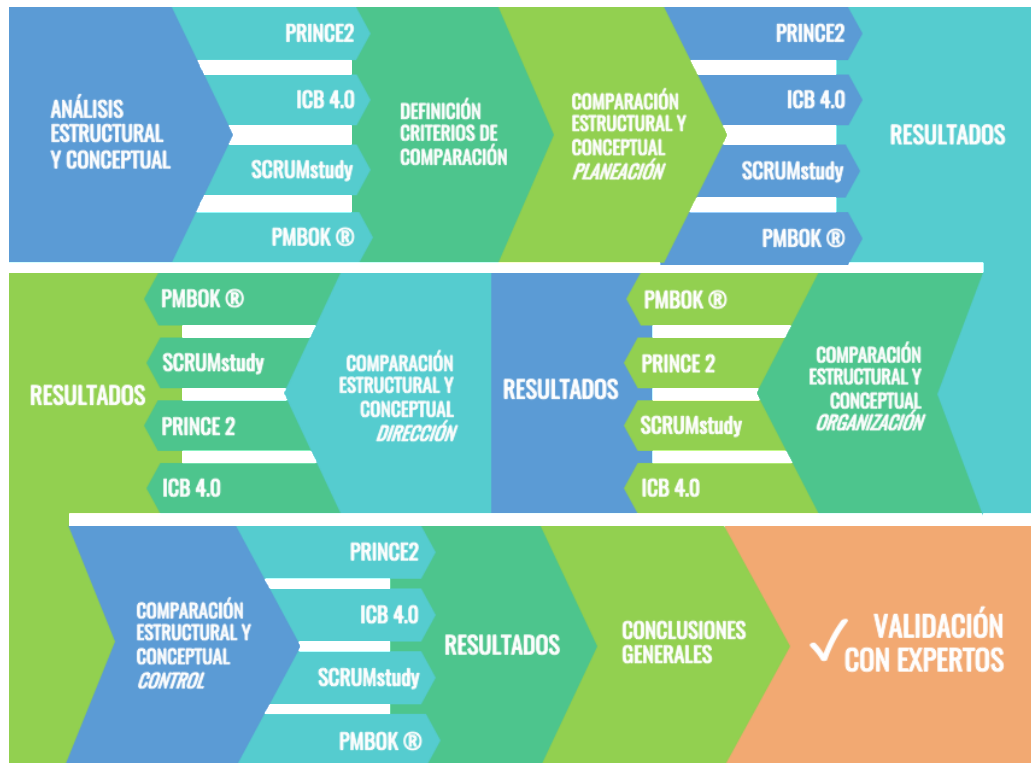 ANÁLISIS
ESTRUCTURAL
Y CONCEPTUAL
PRINCE2
ICB 4.0
SCRUMstudy
PMBOK ®
DEFINICIÓN
CRITERIOS DE
COMPARACIÓN
COMPARACIÓN
ESTRUCTURAL Y
CONCEPTUAL
PLANEACIÓN
PRINCE2
ICB 4.0
SCRUMstudy
PMBOK ®
RESULTADOS
COMPARACIÓN
ESTRUCTURAL Y
CONCEPTUAL
ORGANIZACIÓN
PMBOK ®
PRINCE 2
SCRUMstudy
ICB 4.0
RESULTADOS
COMPARACIÓN
ESTRUCTURAL Y
CONCEPTUAL
DIRECCIÓN
PMBOK ®
SCRUMstudy
PRINCE 2
ICB 4.0
RESULTADOS
COMPARACIÓN
ESTRUCTURAL Y
CONCEPTUAL
CONTROL
PRINCE2
ICB 4.0
SCRUMstudy
PMBOK ®
RESULTADOS
CONCLUSIONES
GENERALES
VALIDACIÓN
CON EXPERTOS